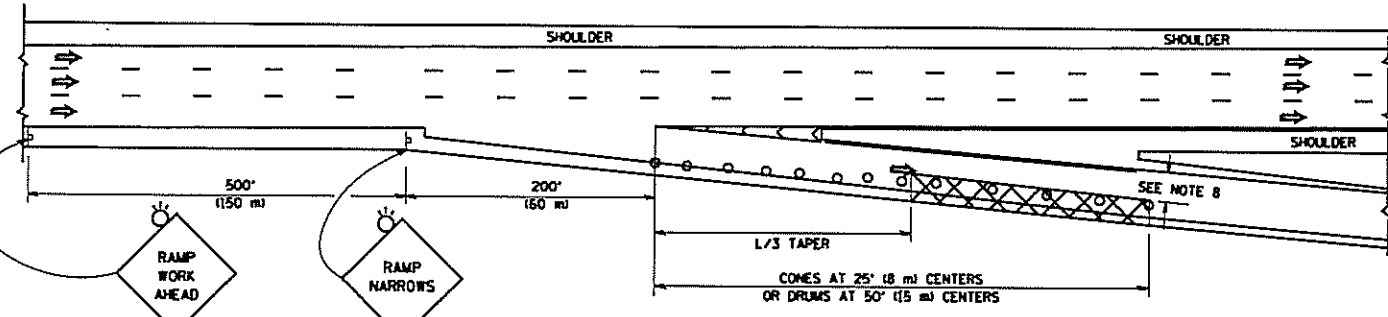 SHOULDER
SHOULDER
SHOULDER
500'
(150 m)
200'
(60 m)
SEE NOTE 8
L/3 TAPER
CONES AT 25' (8 m) CENTERS
OR DRUMS AT 50' (15 m) CENTERS
RAMP
WORK
AHEAD
RAMP
NARROWS